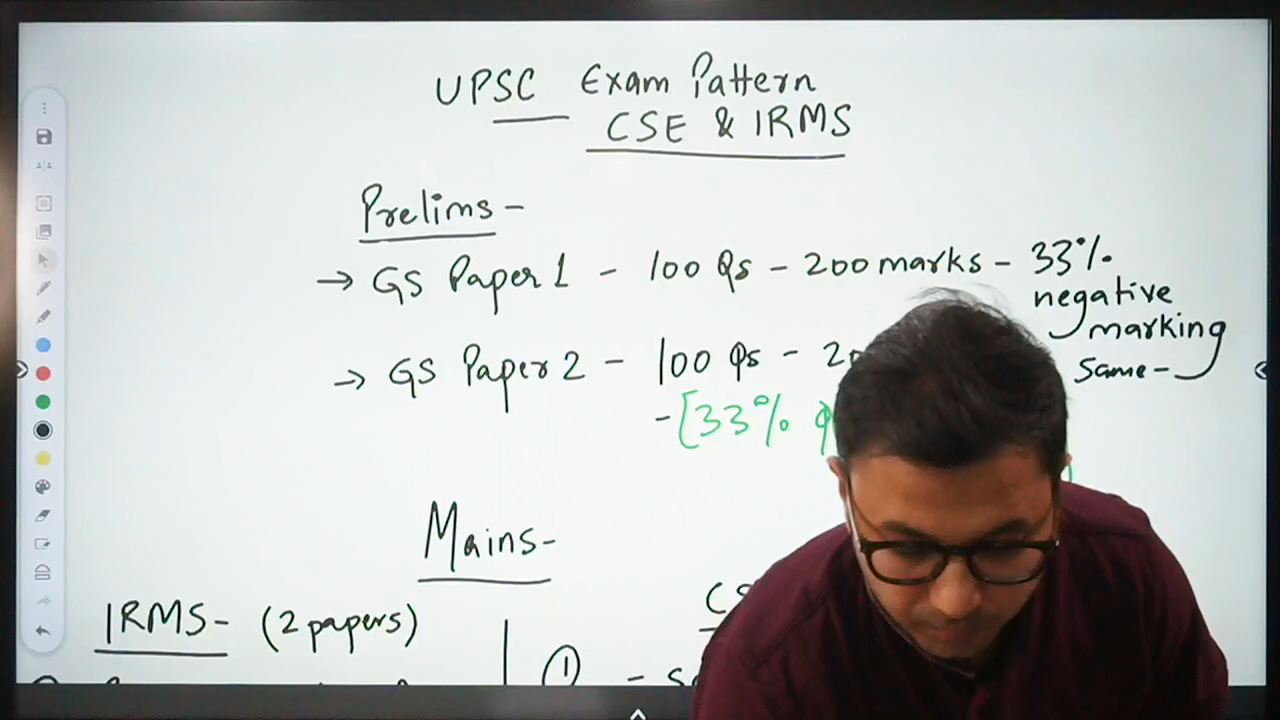 UPSC Exam Pattern
CSE & IRMS
Prelims -
→ GS Paper 1 - 100 Qs - 200 marks - 33%
negative
marking
→ GS Paper 2 - 100 Qs -
same -
- [33%
Mains -
IRMS - (2 papers)
①